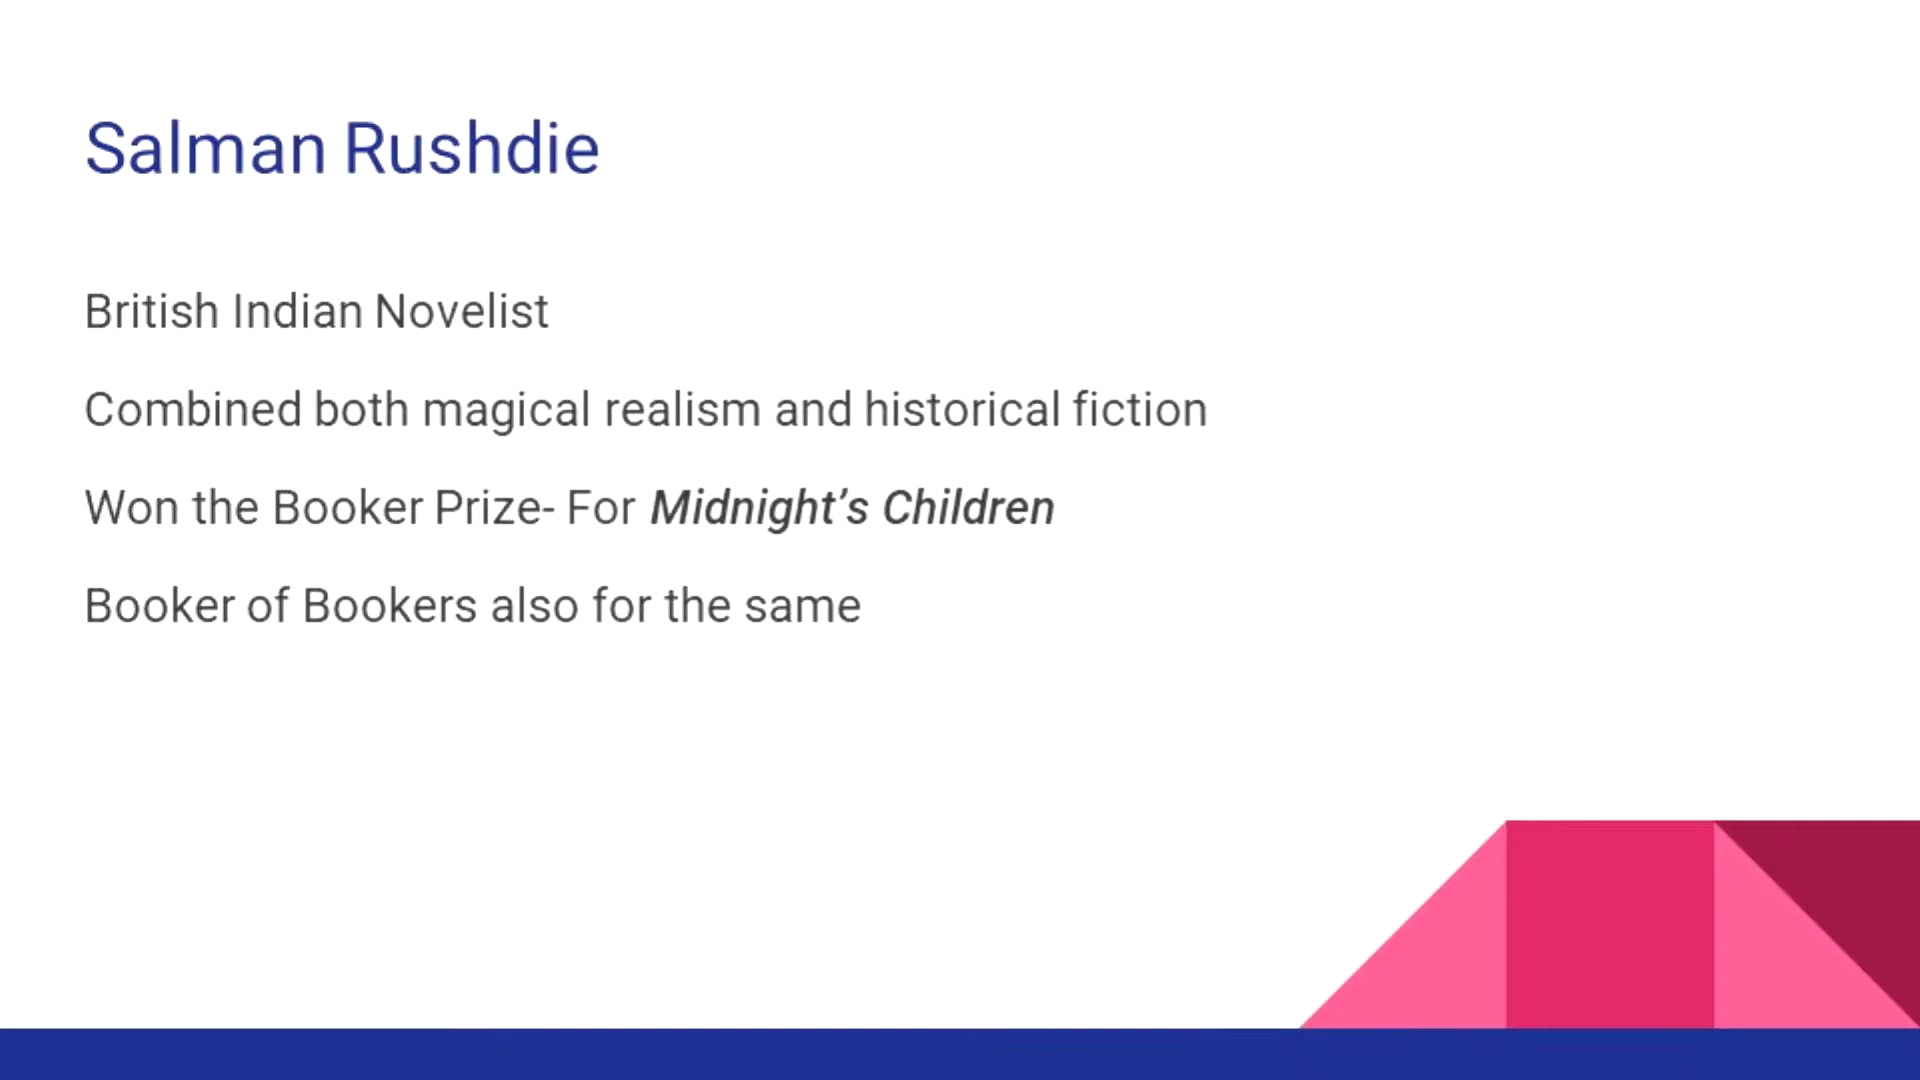 Salman Rushdie
British Indian Novelist
Combined both magical realism and historical fiction
Won the Booker Prize- For Midnight’s Children
Booker of Bookers also for the same